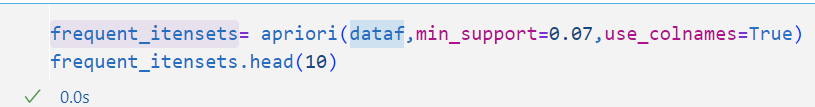 frequent_itensets= apriori(dataf,min_support=0.07,use_colnames=True)
frequent_itensets.head(10)
0.0s